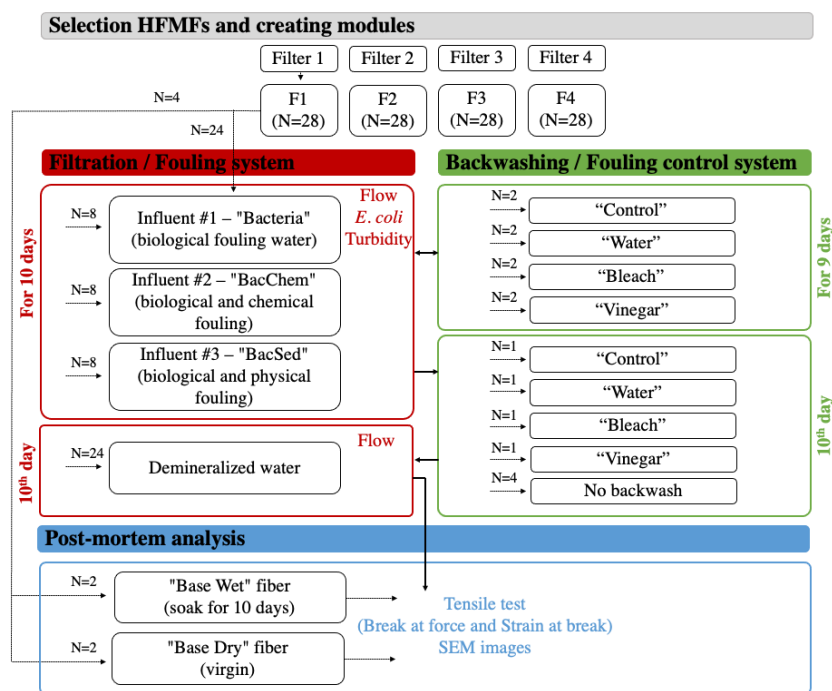 Selection HFMFs and creating modules
Filter 1
Filter 2
Filter 3
Filter 4
N=4
F1
(N=28)
F2
(N=28)
F3
(N=28)
F4
(N=28)
N=24
Filtration / Fouling system
For 10 days
N=8
Influent #1 – "Bacteria"
(biological fouling water)
Flow
E. coli
Turbidity
N=8
Influent #2 – "BacChem"
(biological and chemical
fouling)
N=8
Influent #3 – "BacSed"
(biological and physical
fouling)
10th day
N=24
Demineralized water
Flow
Backwashing / Fouling control system
N=2
“Control”
N=2
“Water”
N=2
“Bleach”
N=2
“Vinegar”
For 9 days
N=1
“Control”
N=1
“Water”
N=1
“Bleach”
N=1
“Vinegar”
N=4
No backwash
10th day
Post-mortem analysis
N=2
"Base Wet" fiber
(soak for 10 days)
N=2
"Base Dry" fiber
(virgin)
Tensile test
(Break at force and Strain at break)
SEM images